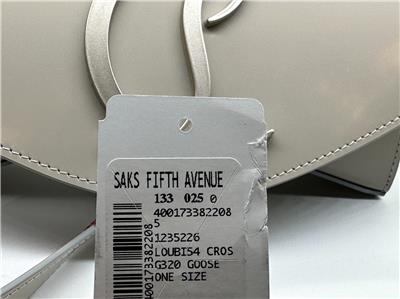 SAKS FIFTH AVENUE
133 025 0
400173382208
5
1235226
LOUBIS4 CROS
G320 GOOSE
ONE SIZE
400173382208